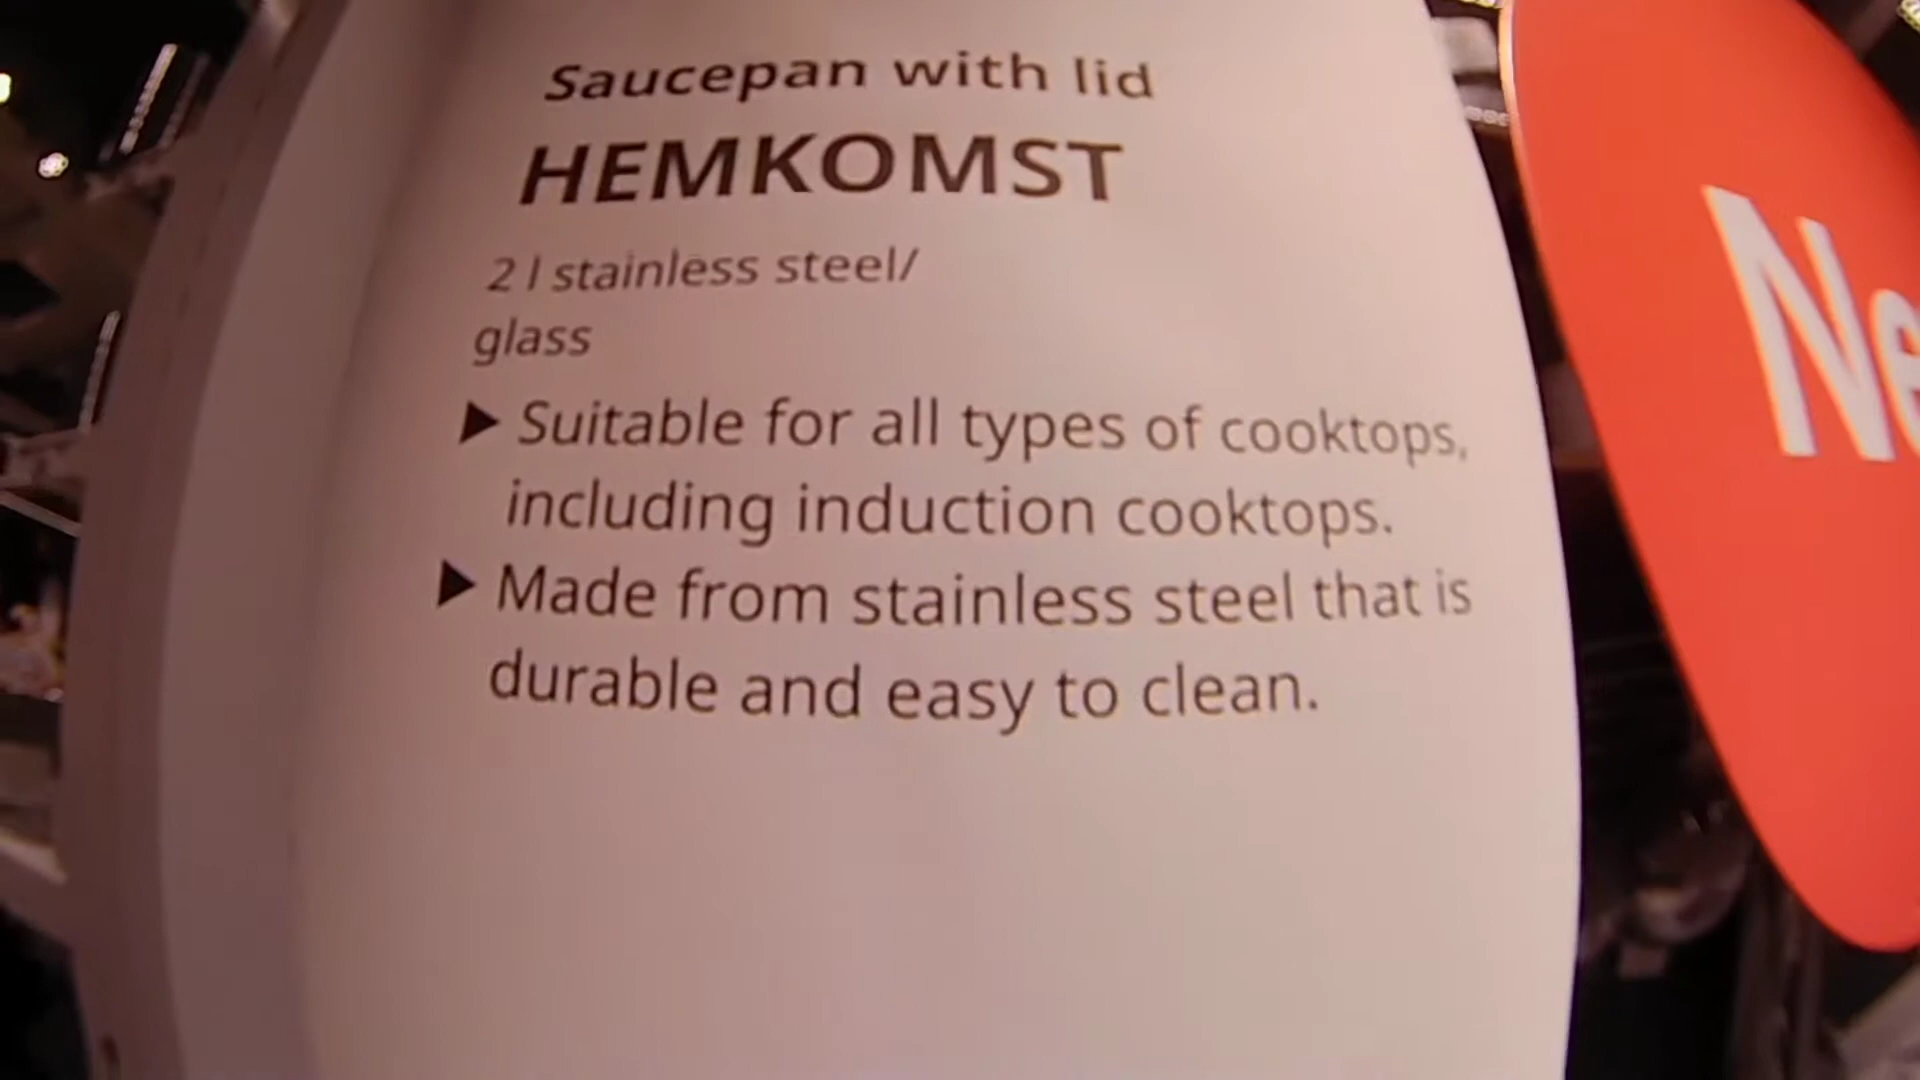 Saucepan with lid
HEMKOMST
2 l stainless steel/
glass
▶ Suitable for all types of cooktops,
including induction cooktops.
▶ Made from stainless steel that is
durable and easy to clean.